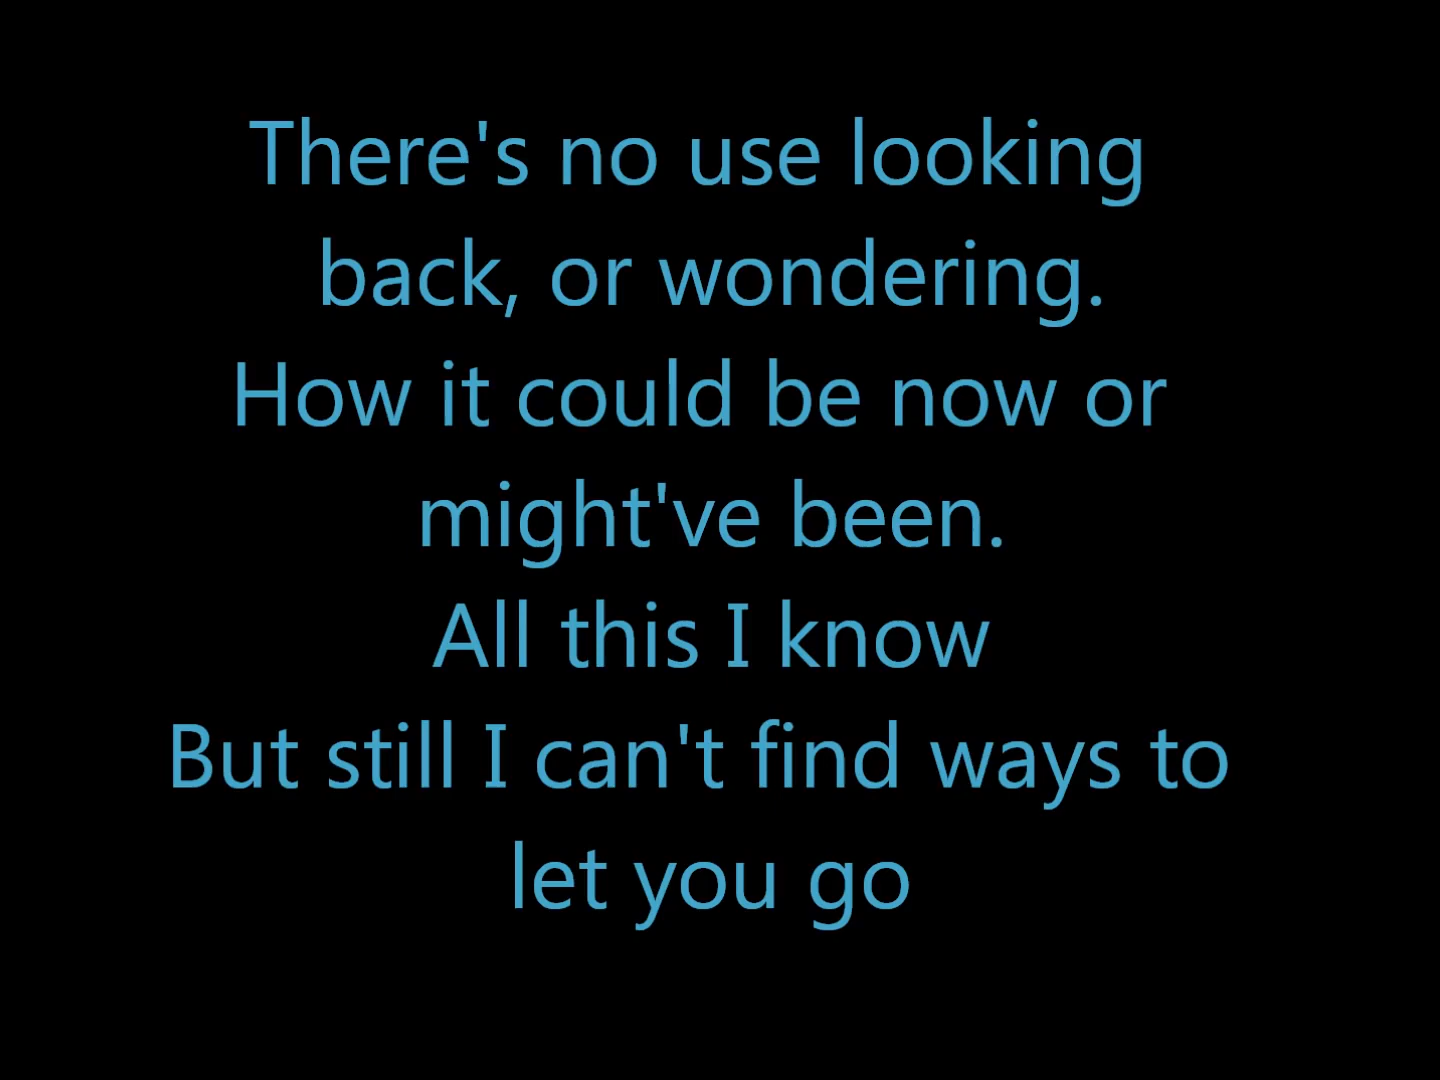 There's no use looking
back, or wondering.
How it could be now or
might've been.
All this I know
But still I can't find ways to
let you go